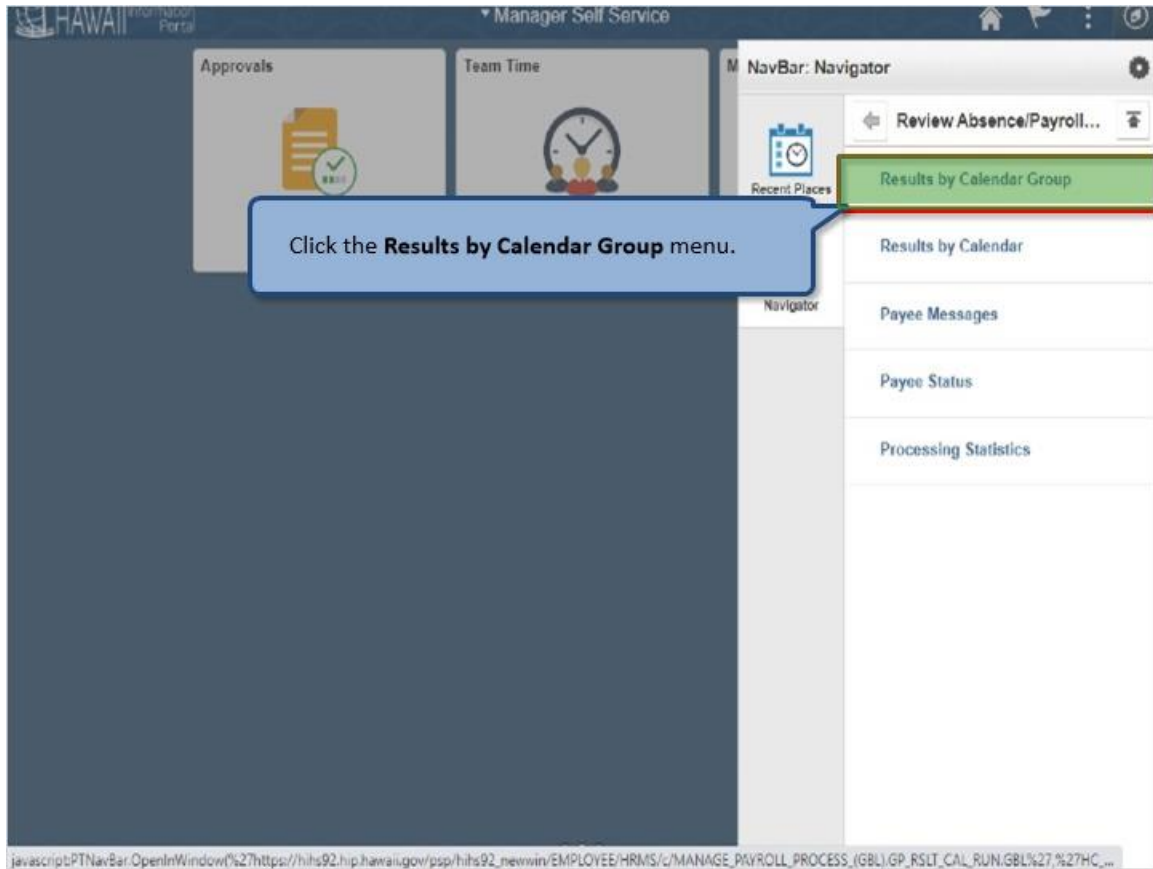 HAWAII Information
Portal
Manager Self Service
Approvals
Team Time
M
NavBar: Navigator
Review Absence/Payroll...
Recent Places
Results by Calendar Group
Click the Results by Calendar Group menu.
Results by Calendar
Navigator
Payee Messages
Payee Status
Processing Statistics
javascript:PTNavBar.OpenInWindow(%27https://hihs92.hip.hawaii.gov/psp/hihs92_newwin/EMPLOYEE/HRMS/c/MANAGE_PAYROLL_PROCESS_(GBL).GP_RSLT_CAL_RUN.GBL%27,%27HC_...